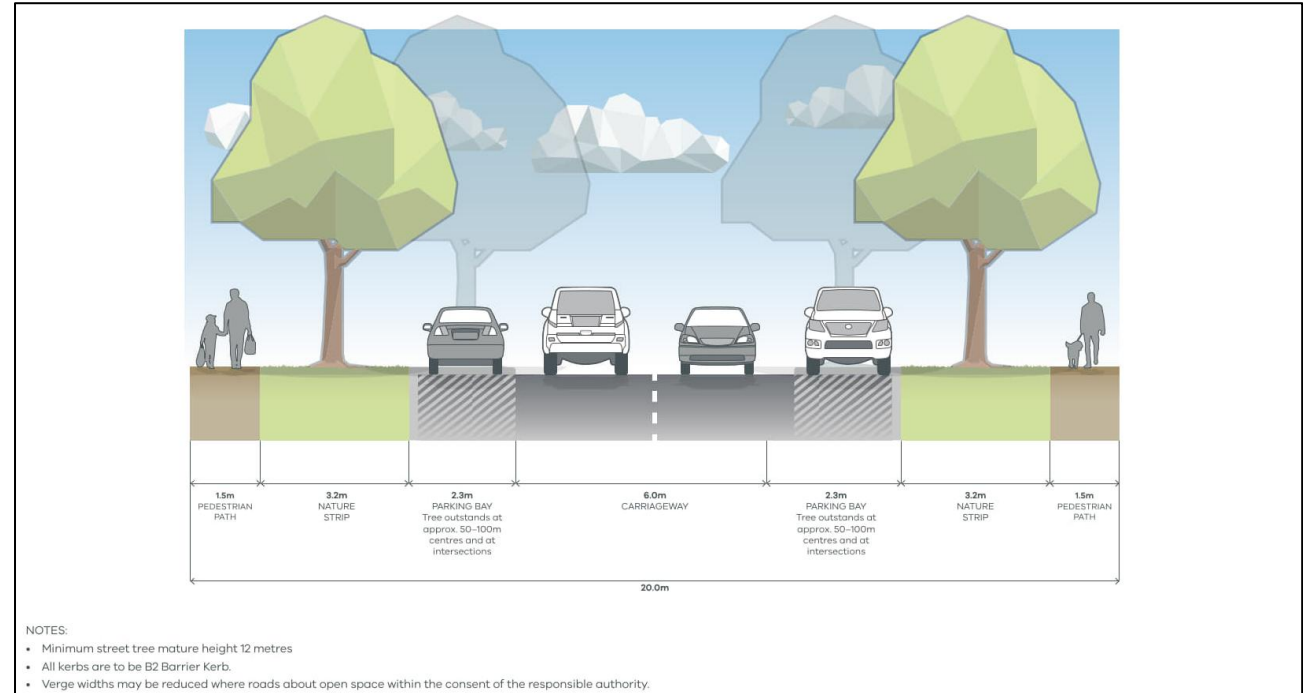 1.5m
PEDESTRIAN
PATH
3.2m
NATURE
STRIP
2.3m
PARKING BAY
Tree outstands at
approx. 50–100m
centres and at
intersections
6.0m
CARRIAGEWAY
2.3m
PARKING BAY
Tree outstands at
approx. 50–100m
centres and at
intersections
3.2m
NATURE
STRIP
1.5m
PEDESTRIAN
PATH
20.0m
NOTES:
• Minimum street tree mature height 12 metres
• All kerbs are to be B2 Barrier Kerb.
• Verge widths may be reduced where roads about open space within the consent of the responsible authority.